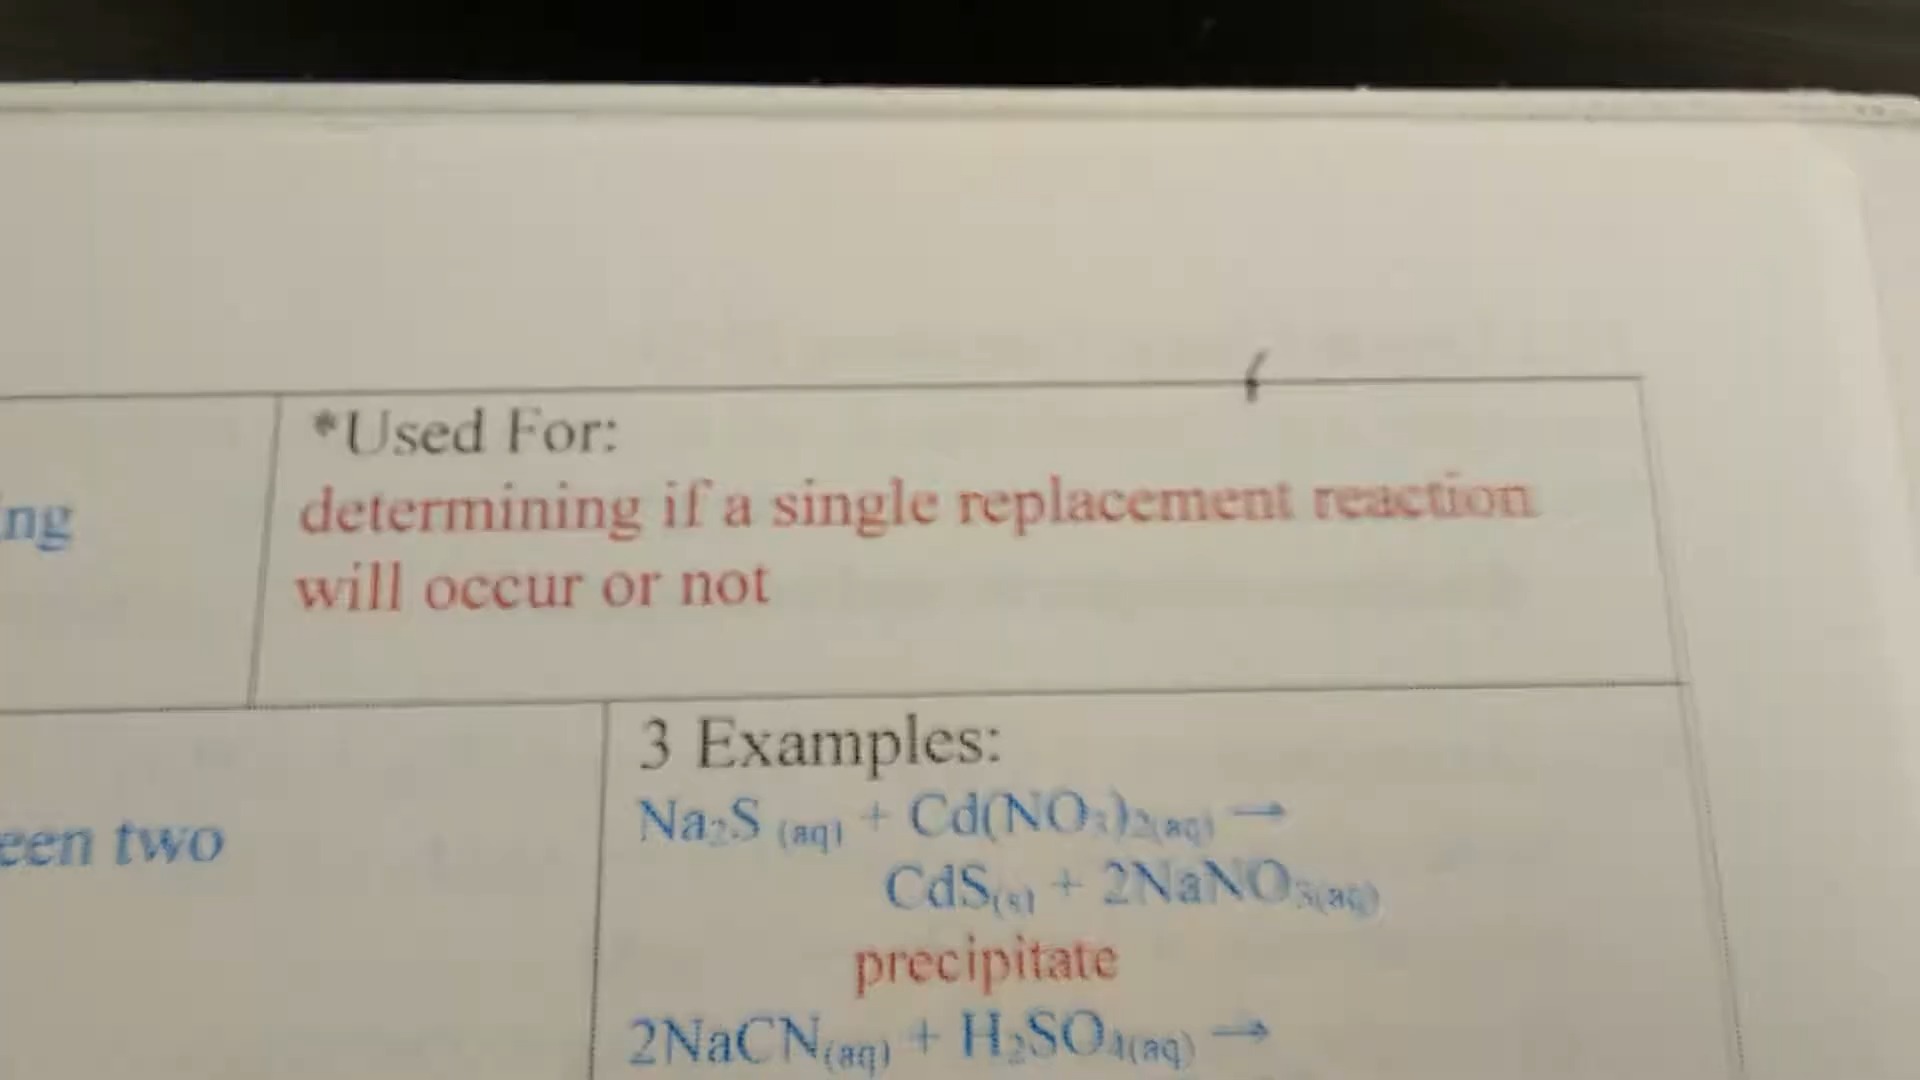 *Used For:
ng
determining if a single replacement reaction
will occur or not
3 Examples:
Na₂S (aq) + Cd(NO₃)₂(aq) →
een two
CdS(s) + 2NaNO₃(aq)
precipitate
2NaCN(aq) + H₂SO₄(aq) →